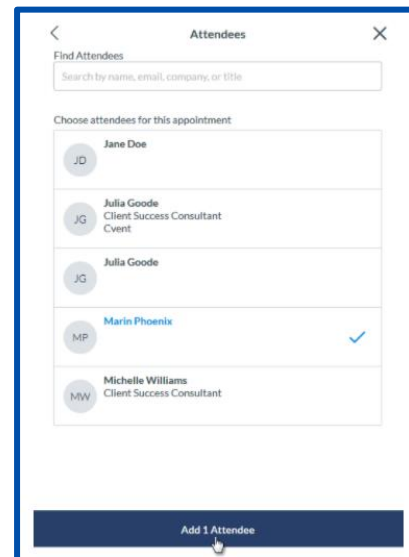 Attendees
Find Attendees
Search by name, email, company, or title
Choose attendees for this appointment
JD
Jane Doe
JG
Julia Goode
Client Success Consultant
Cvent
JG
Julia Goode
MP
Marin Phoenix
MW
Michelle Williams
Client Success Consultant
Add 1 Attendee